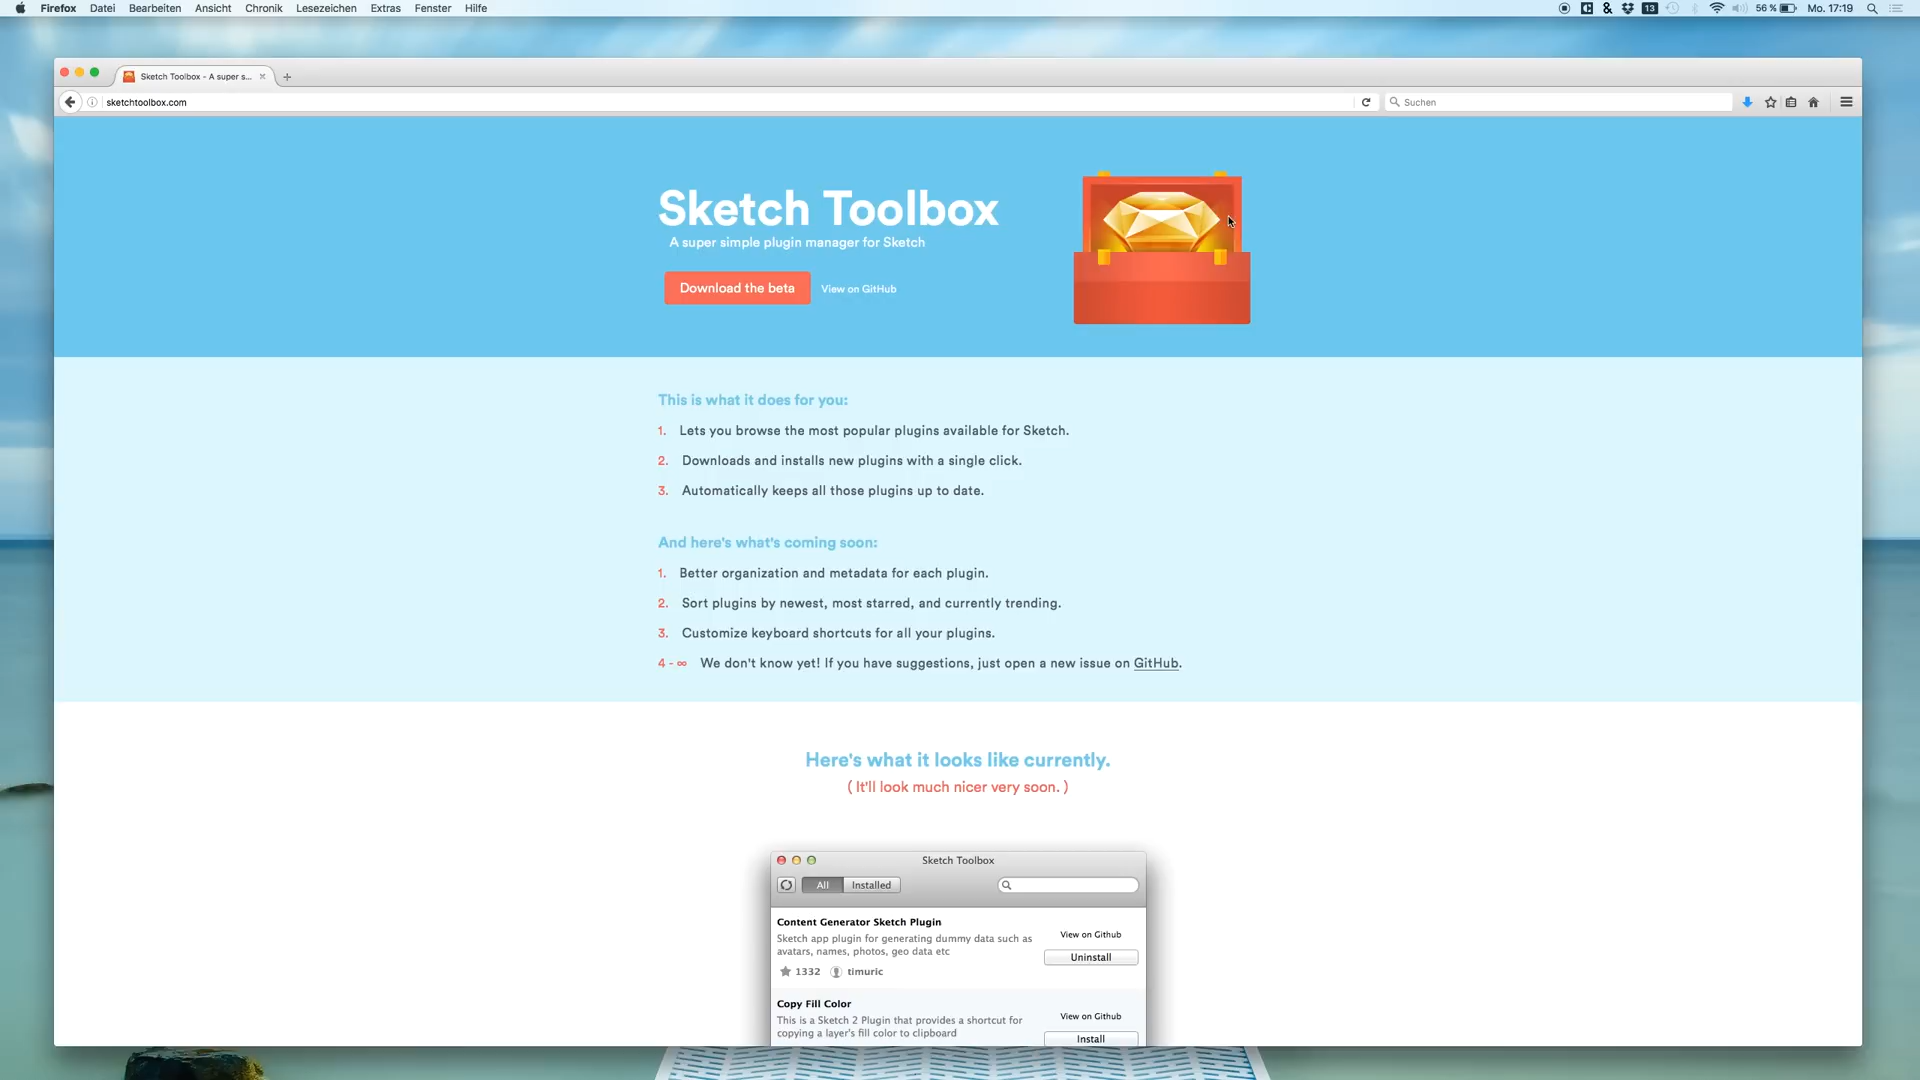 Firefox Datei Bearbeiten Ansicht Chronik Lesezeichen Extras Fenster Hilfe
13 56 % Mo. 17:19
Sketch Toolbox - A super s...
sketchtoolbox.com
Suchen
Sketch Toolbox
A super simple plugin manager for Sketch
Download the beta View on GitHub
This is what it does for you:
1. Lets you browse the most popular plugins available for Sketch.
2. Downloads and installs new plugins with a single click.
3. Automatically keeps all those plugins up to date.
And here's what's coming soon:
1. Better organization and metadata for each plugin.
2. Sort plugins by newest, most starred, and currently trending.
3. Customize keyboard shortcuts for all your plugins.
4 - ∞ We don't know yet! If you have suggestions, just open a new issue on GitHub.
Here's what it looks like currently.
( It'll look much nicer very soon. )
Sketch Toolbox
All Installed
Content Generator Sketch Plugin
Sketch app plugin for generating dummy data such as
avatars, names, photos, geo data etc
1332 timuric
View on Github
Uninstall
Copy Fill Color
This is a Sketch 2 Plugin that provides a shortcut for
copying a layer's fill color to clipboard
View on Github
Install